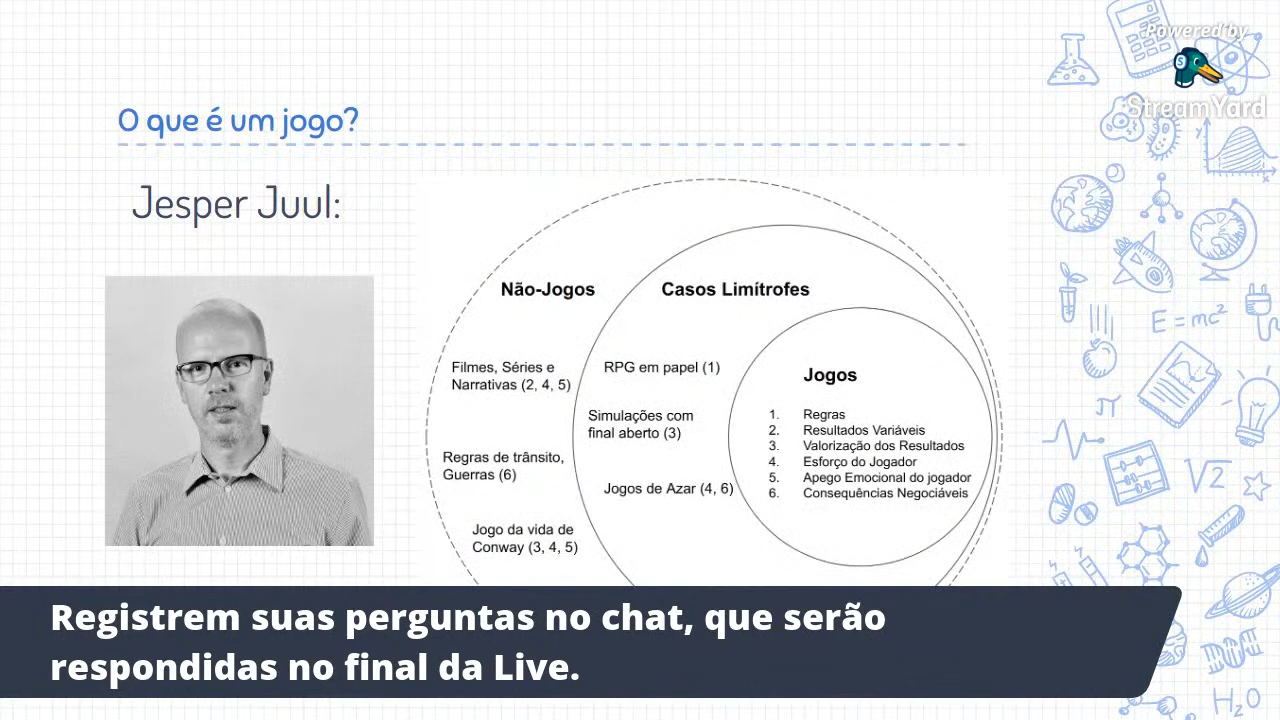 Powered by
StreamYard
O que é um jogo?
Jesper Juul:
Não-Jogos
Filmes, Séries e
Narrativas (2, 4, 5)
Regras de trânsito,
Guerras (6)
Jogo da vida de
Conway (3, 4, 5)
Casos Limítrofes
RPG em papel (1)
Simulações com
final aberto (3)
Jogos de Azar (4, 6)
Jogos
1. Regras
2. Resultados Variáveis
3. Valorização dos Resultados
4. Esforço do Jogador
5. Apego Emocional do jogador
6. Consequências Negociáveis
E=mc²
π
√2
H₂O
Registrem suas perguntas no chat, que serão
respondidas no final da Live.